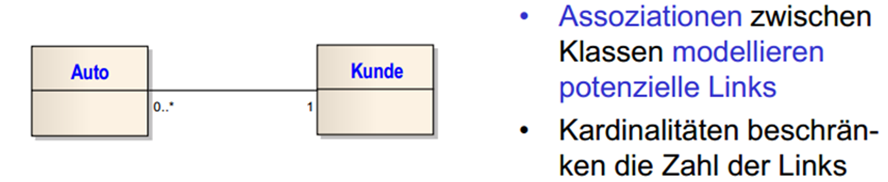 Auto
0..*
1
Kunde
• Assoziationen zwischen
Klassen modellieren
potenzielle Links
• Kardinalitäten beschrän-
ken die Zahl der Links